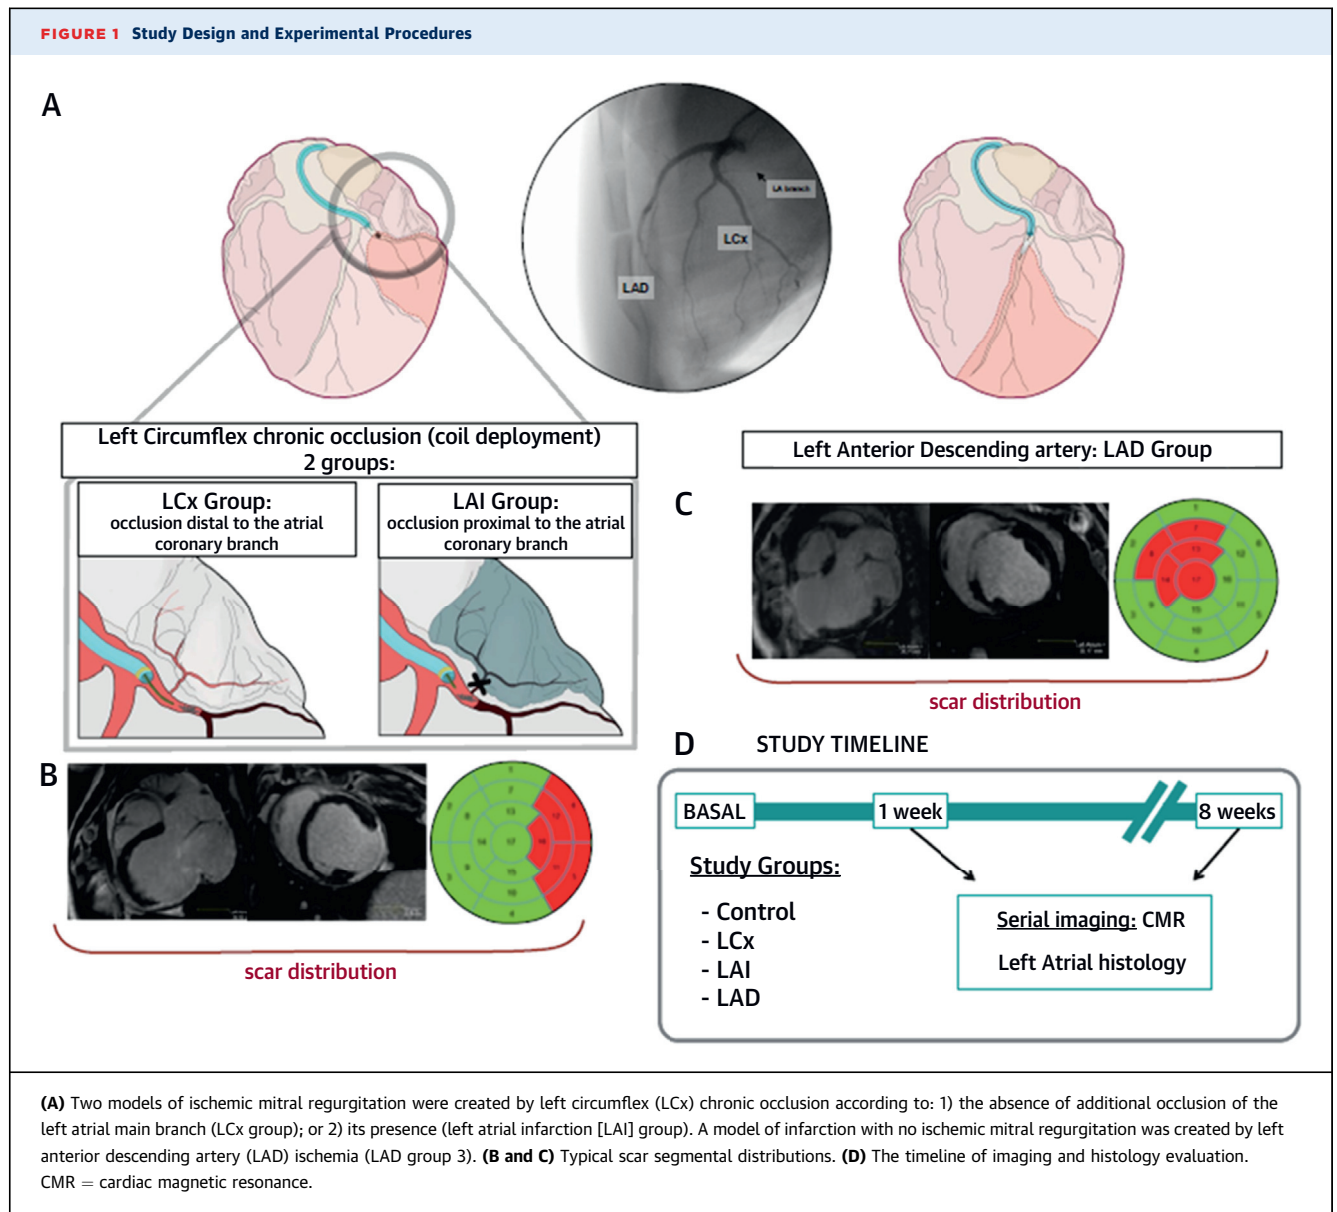 FIGURE 1 Study Design and Experimental Procedures
A
LA branch
LCx
LAD
Left Circumflex chronic occlusion (coil deployment)
2 groups:
LCx Group:
occlusion distal to the atrial
coronary branch
LAI Group:
occlusion proximal to the atrial
coronary branch
Left Anterior Descending artery: LAD Group
B
scar distribution
C
scar distribution
D
STUDY TIMELINE
BASAL
1 week
8 weeks
Study Groups:
- Control
- LCx
- LAI
- LAD
Serial imaging: CMR
Left Atrial histology
(A) Two models of ischemic mitral regurgitation were created by left circumflex (LCx) chronic occlusion according to: 1) the absence of additional occlusion of the
left atrial main branch (LCx group); or 2) its presence (left atrial infarction [LAI] group). A model of infarction with no ischemic mitral regurgitation was created by left
anterior descending artery (LAD) ischemia (LAD group 3). (B and C) Typical scar segmental distributions. (D) The timeline of imaging and histology evaluation.
CMR = cardiac magnetic resonance.